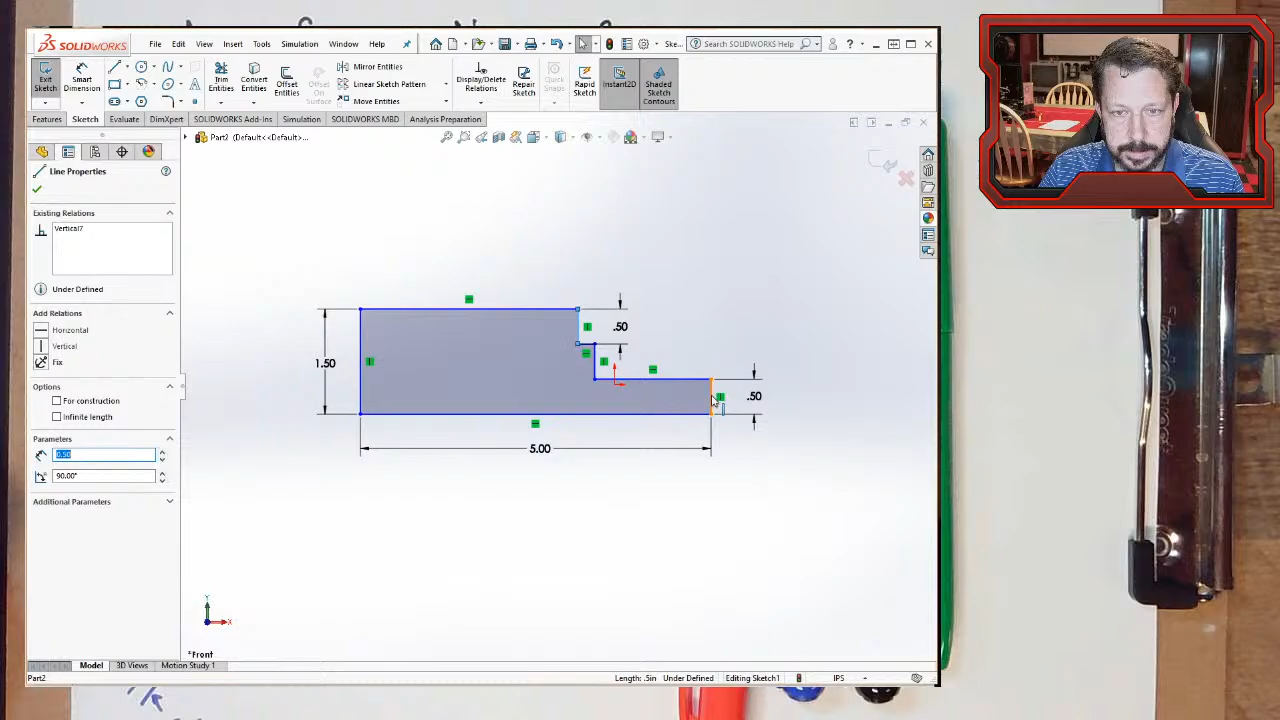 SOLIDWORKS File Edit View Insert Tools Simulation Window Help Ske... Search SOLIDWORKS Help
Exit Sketch
Smart Dimension
Trim Entities
Convert Entities
Offset Entities
Offset On Surface
Mirror Entities
Linear Sketch Pattern
Move Entities
Display/Delete Relations
Repair Sketch
Quick Snaps
Rapid Sketch
Instant2D
Shaded Sketch Contours
Features Sketch Evaluate DimXpert SOLIDWORKS Add-Ins Simulation SOLIDWORKS MBD Analysis Preparation
Part2 (Default<<Default>...
Line Properties
Existing Relations
Vertical7
Under Defined
Add Relations
Horizontal
Vertical
Fix
Options
For construction
Infinite length
Parameters
0.50
90.00°
Additional Parameters
.50
1.50
.50
5.00
Y
X
*Front
Model 3D Views Motion Study 1
Part2 Length: .5in Under Defined Editing Sketch1 IPS -